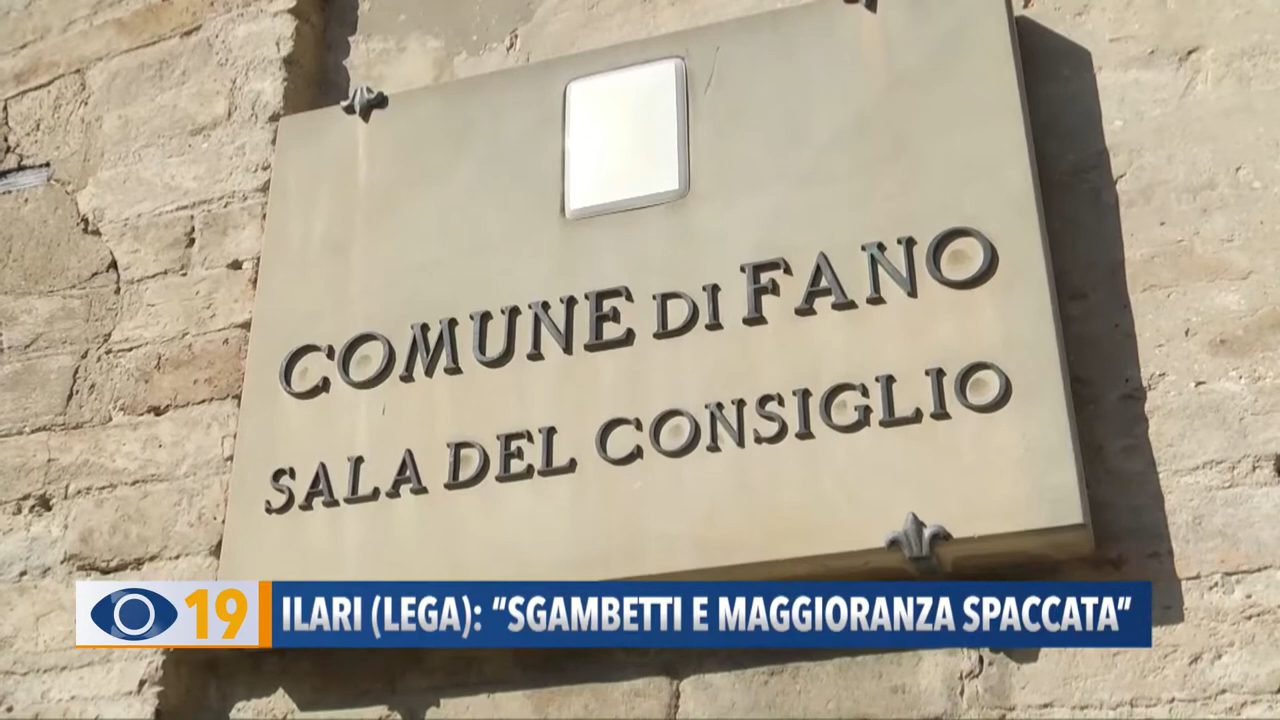 COMUNE DI FANO
SALA DEL CONSIGLIO
19 ILARI (LEGA): “SGAMBETTI E MAGGIORANZA SPACCATA”